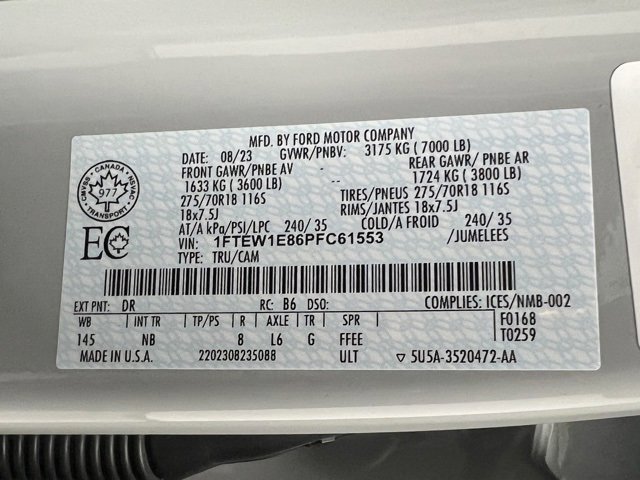 MFD. BY FORD MOTOR COMPANY
DATE: 08/23 GVWR/PNBV: 3175 KG ( 7000 LB)
FRONT GAWR/PNBE AV REAR GAWR/ PNBE AR
1633 KG ( 3600 LB) -- 1724 KG ( 3800 LB)
275/70R18 116S TIRES/PNEUS 275/70R18 116S
18x7.5J RIMS/JANTES 18x7.5J
AT/A kPa/PSI/LPC 240/ 35 COLD/A FROID 240/ 35
VIN: 1FTEW1E86PFC61553 /JUMELEES
TYPE: TRU/CAM
CMVSS · CANADA · NSVAC
977
TRANSPORT
EC
EXT PNT: DR RC: B6 DSO: COMPLIES: ICES/NMB-002
WB INT TR TP/PS R AXLE TR SPR F0168
145 NB 8 L6 G FFEE T0259
MADE IN U.S.A. 2202308235088 ULT ▼ 5U5A-3520472-AA